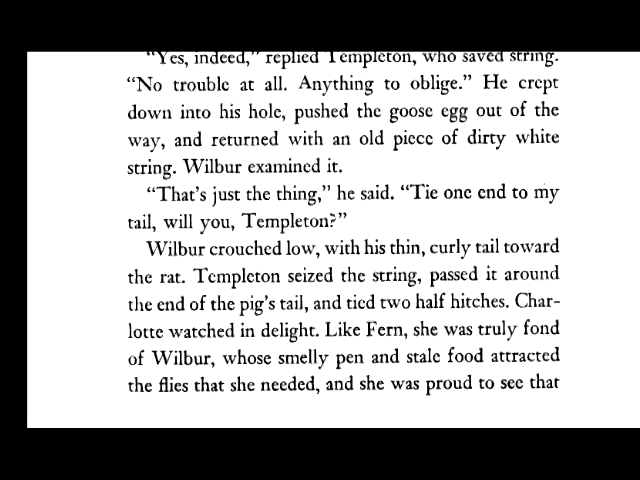 "Yes, indeed," replied Templeton, who saved string.
"No trouble at all. Anything to oblige." He crept
down into his hole, pushed the goose egg out of the
way, and returned with an old piece of dirty white
string. Wilbur examined it.
"That's just the thing," he said. "Tie one end to my
tail, will you, Templeton?"
Wilbur crouched low, with his thin, curly tail toward
the rat. Templeton seized the string, passed it around
the end of the pig's tail, and tied two half hitches. Char-
lotte watched in delight. Like Fern, she was truly fond
of Wilbur, whose smelly pen and stale food attracted
the flies that she needed, and she was proud to see that